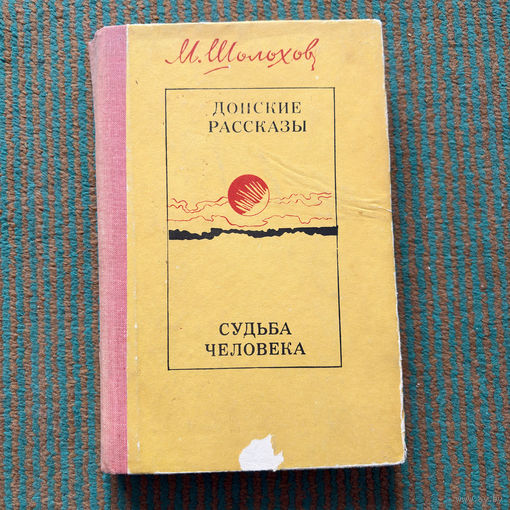 М. Шолохов
ДОНСКИЕ
РАССКАЗЫ
СУДЬБА
ЧЕЛОВЕКА